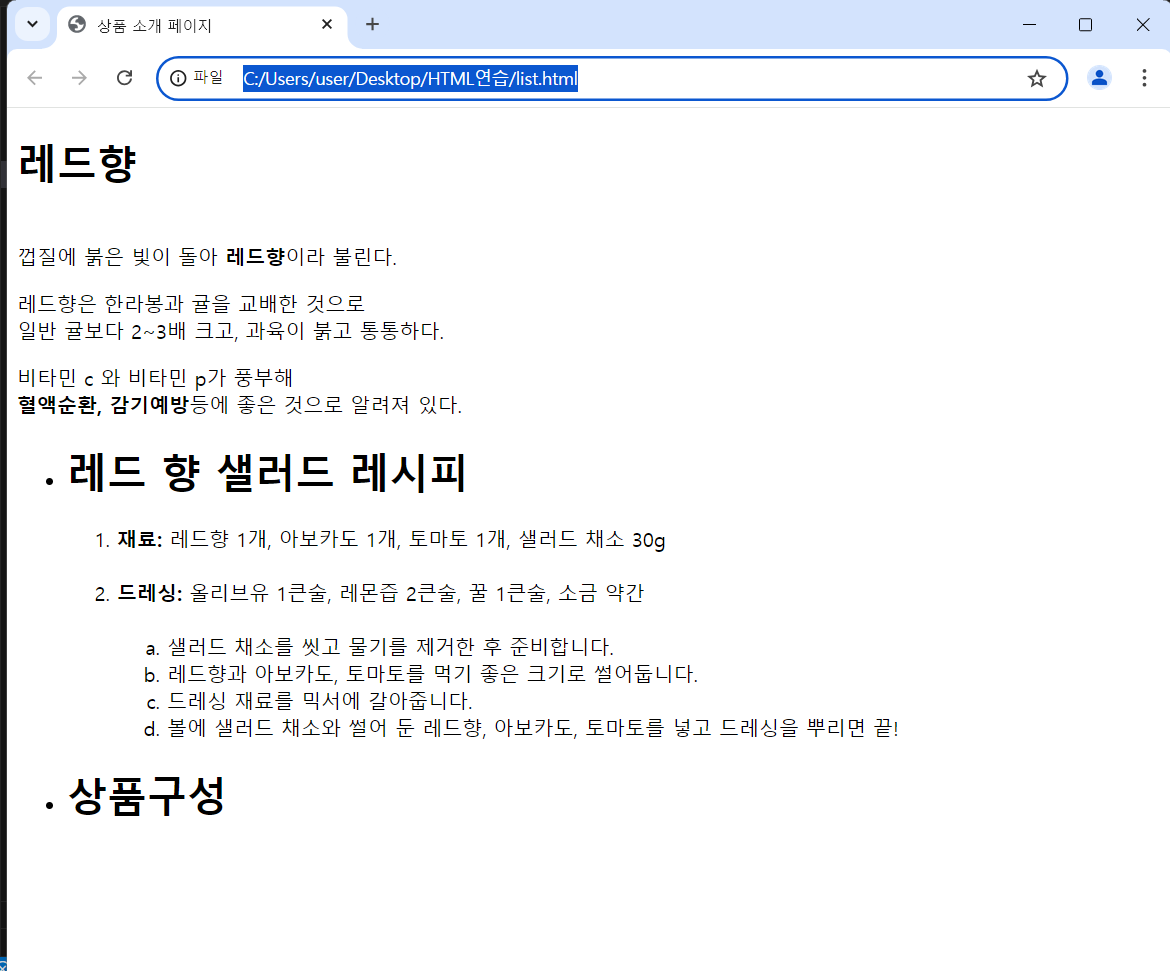 상품 소개 페이지
파일 C:/Users/user/Desktop/HTML연습/list.html
레드향
껍질에 붉은 빛이 돌아 레드향이라 불린다.
레드향은 한라봉과 귤을 교배한 것으로
일반 귤보다 2~3배 크고, 과육이 붉고 통통하다.
비타민 c 와 비타민 p가 풍부해
혈액순환, 감기예방등에 좋은 것으로 알려져 있다.
• 레드 향 샐러드 레시피
1. 재료: 레드향 1개, 아보카도 1개, 토마토 1개, 샐러드 채소 30g
2. 드레싱: 올리브유 1큰술, 레몬즙 2큰술, 꿀 1큰술, 소금 약간
a. 샐러드 채소를 씻고 물기를 제거한 후 준비합니다.
b. 레드향과 아보카도, 토마토를 먹기 좋은 크기로 썰어둡니다.
c. 드레싱 재료를 믹서에 갈아줍니다.
d. 볼에 샐러드 채소와 썰어 둔 레드향, 아보카도, 토마토를 넣고 드레싱을 뿌리면 끝!
• 상품구성